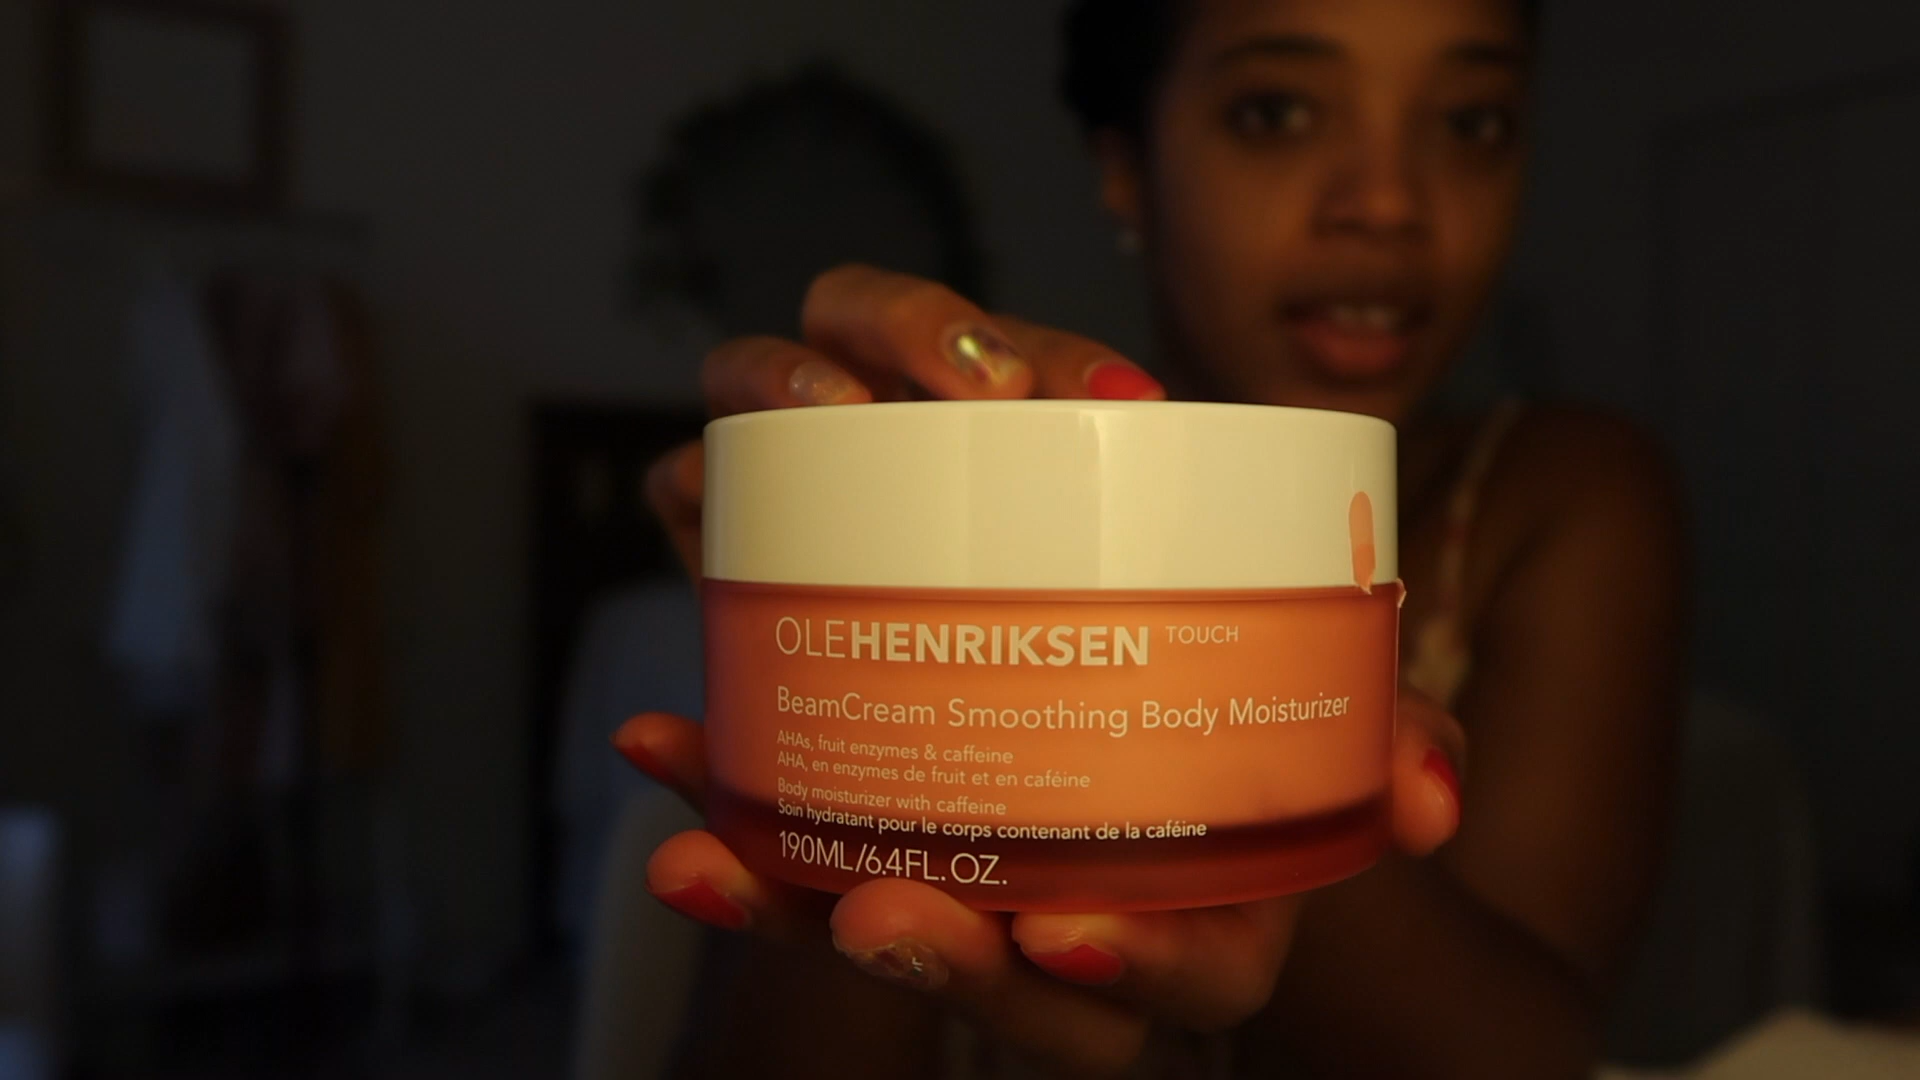 OLEHENRIKSEN TOUCH
BeamCream Smoothing Body Moisturizer
AHAs, fruit enzymes & caffeine
AHA, en enzymes de fruit et en caféine
Body moisturizer with caffeine
Soin hydratant pour le corps contenant de la caféine
190ML/6.4FL. OZ.